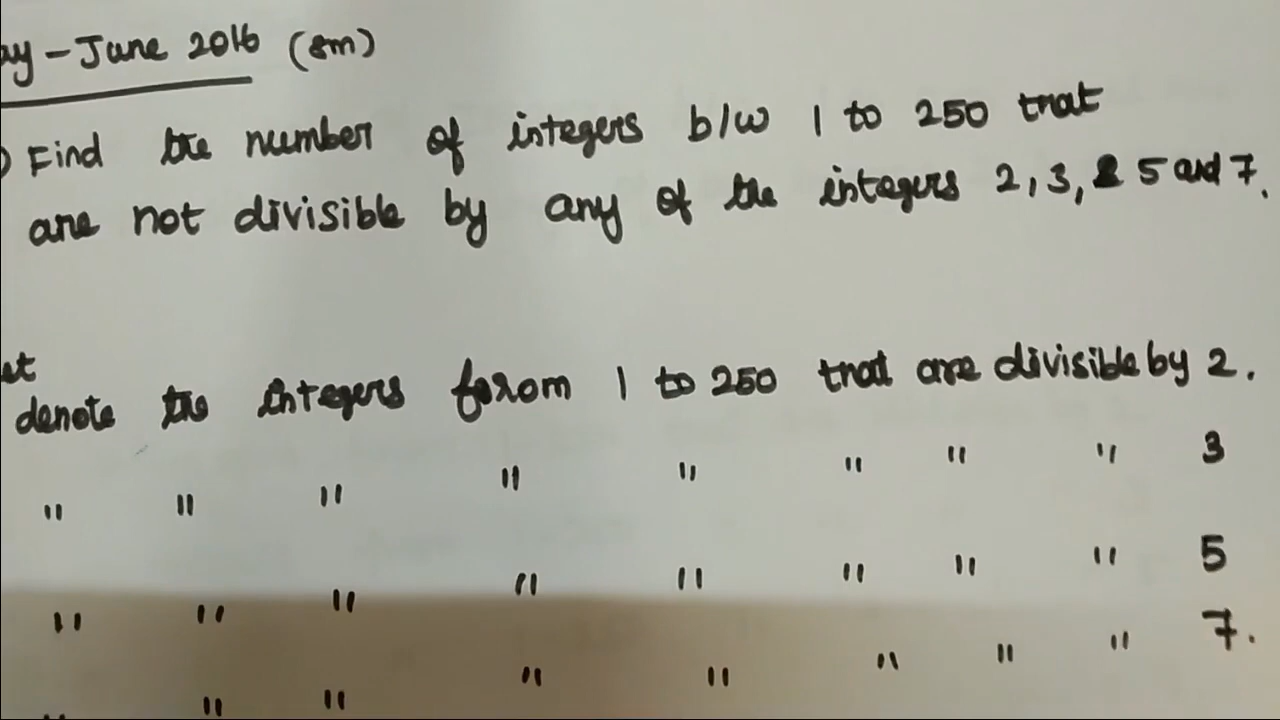 ay - June 2016 (8m)
) Find the number of integers b/w 1 to 250 that
are not divisible by any of the integers 2, 3, 5 and 7.
et
denote the integers from 1 to 250 that are divisible by 2.
" " " " " " " " 3
" " " " " " " " 5
" " " " " " " " 7.